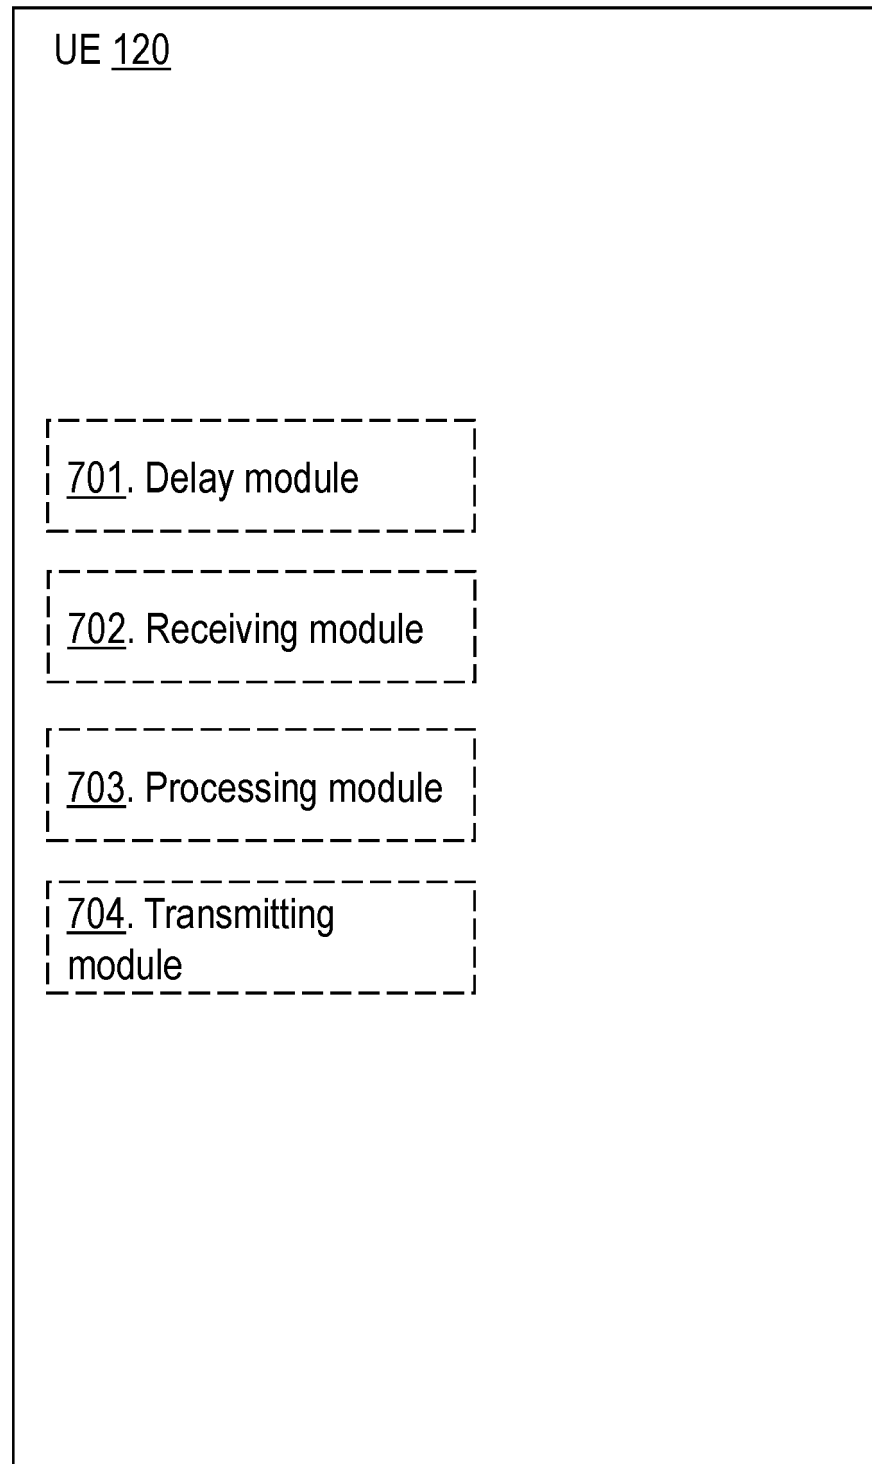 UE 120
701. Delay module
702. Receiving module
703. Processing module
704. Transmitting
module